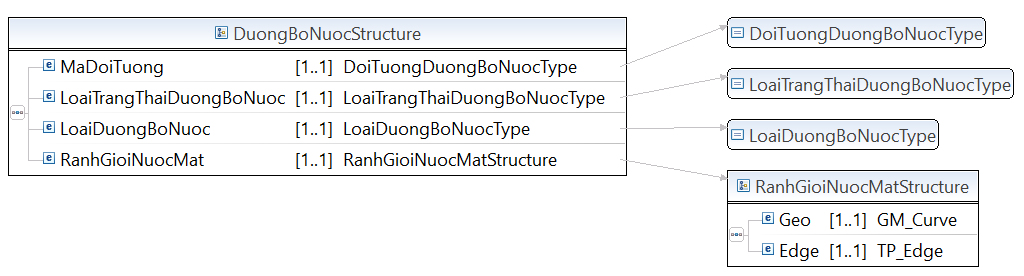 DuongBoNuocStructure
MaDoiTuong [1..1] DoiTuongDuongBoNuocType
LoaiTrangThaiDuongBoNuoc [1..1] LoaiTrangThaiDuongBoNuocType
LoaiDuongBoNuoc [1..1] LoaiDuongBoNuocType
RanhGioiNuocMat [1..1] RanhGioiNuocMatStructure
DoiTuongDuongBoNuocType
LoaiTrangThaiDuongBoNuocType
LoaiDuongBoNuocType
RanhGioiNuocMatStructure
Geo [1..1] GM_Curve
Edge [1..1] TP_Edge